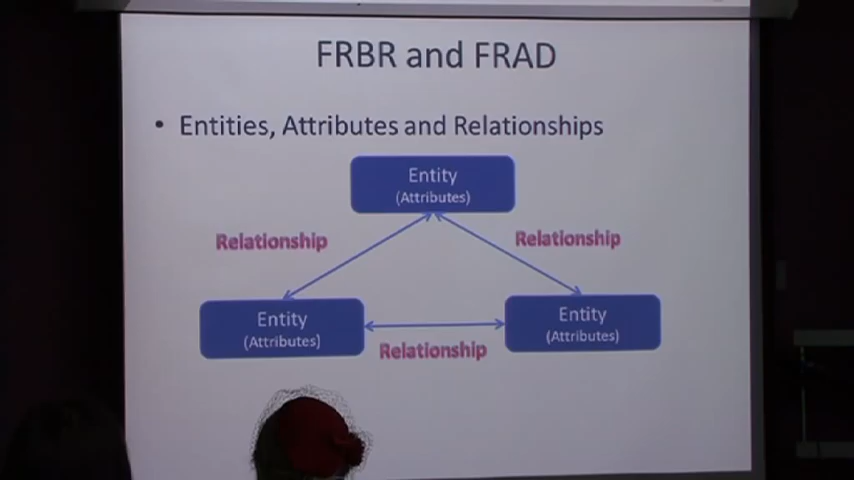 FRBR and FRAD
• Entities, Attributes and Relationships
Entity
(Attributes)
Relationship
Relationship
Entity
(Attributes)
Entity
(Attributes)
Relationship